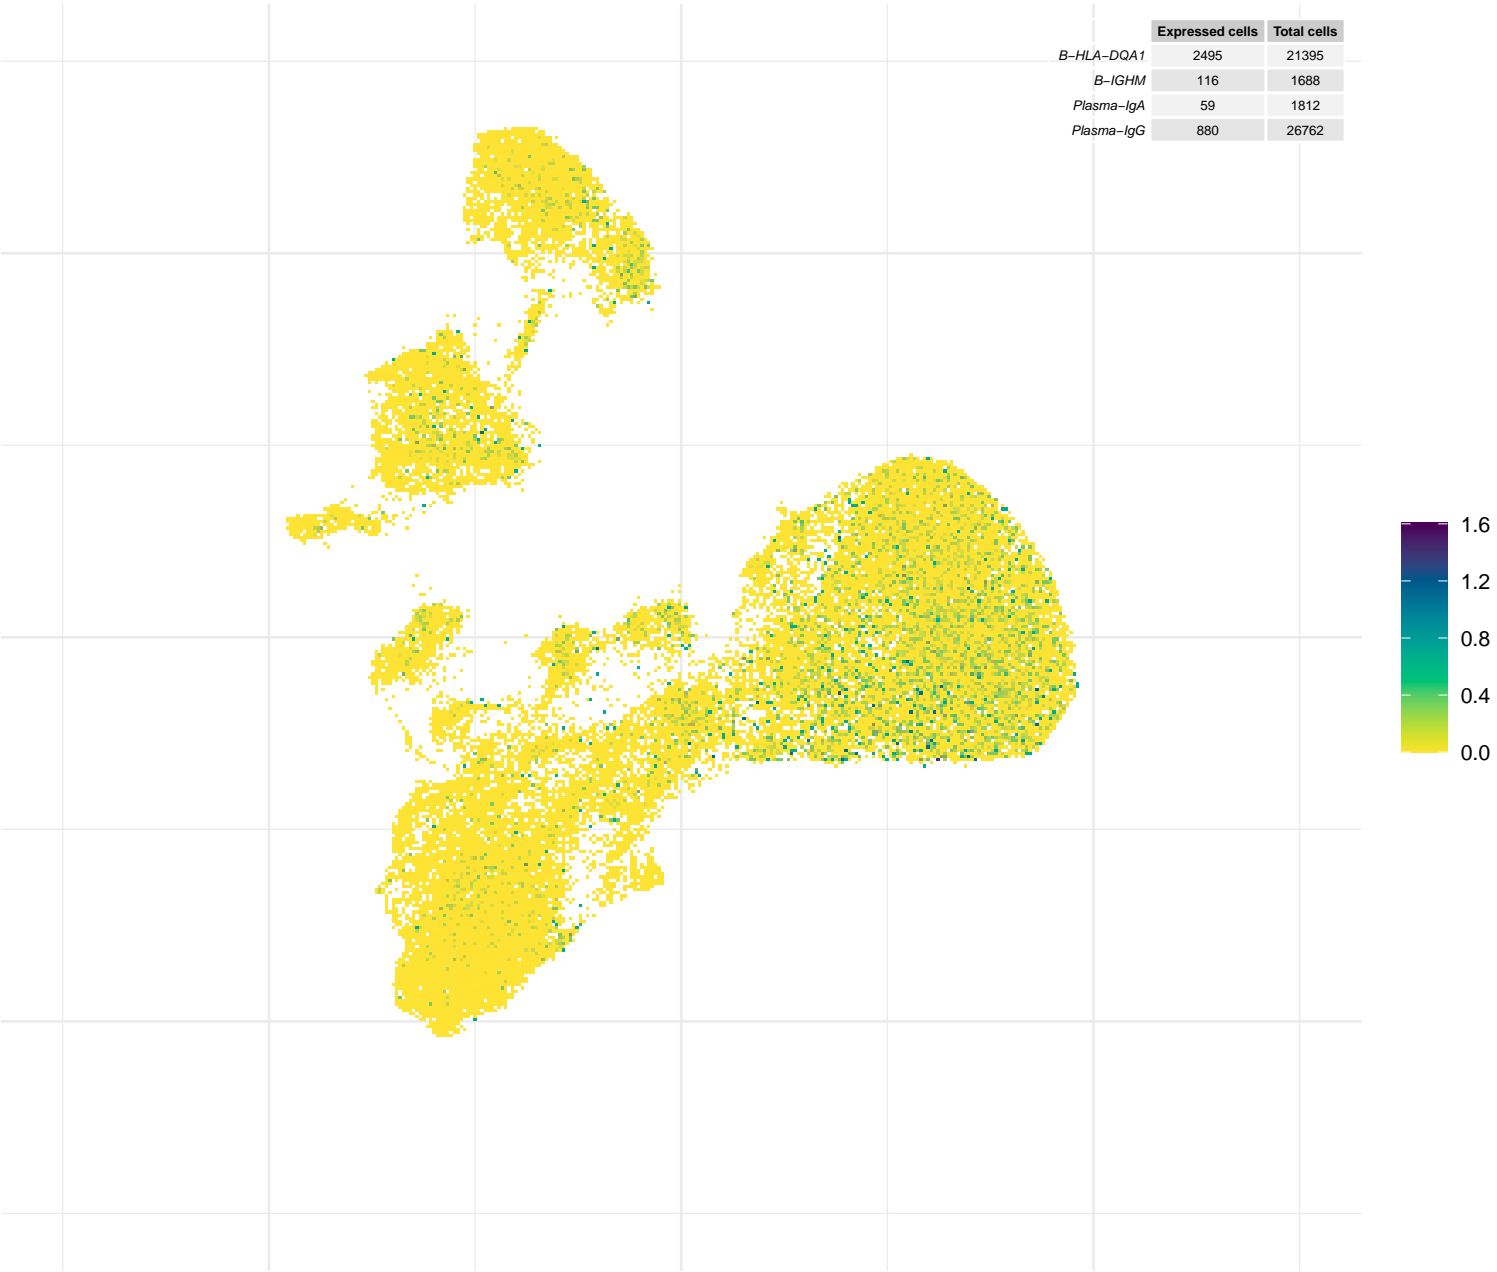 Expressed cells Total cells
B−HLA−DQA1 2495 21395
B−IGHM 116 1688
Plasma−IgA 59 1812
Plasma−IgG 880 26762
1.6
1.2
0.8
0.4
0.0